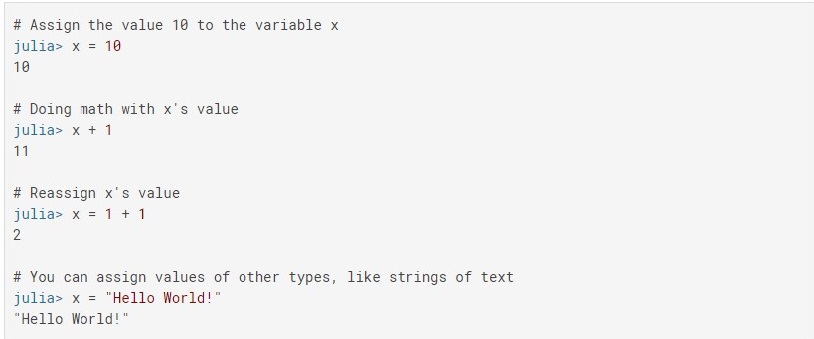 # Assign the value 10 to the variable x
julia> x = 10
10
# Doing math with x's value
julia> x + 1
11
# Reassign x's value
julia> x = 1 + 1
2
# You can assign values of other types, like strings of text
julia> x = "Hello World!"
"Hello World!"